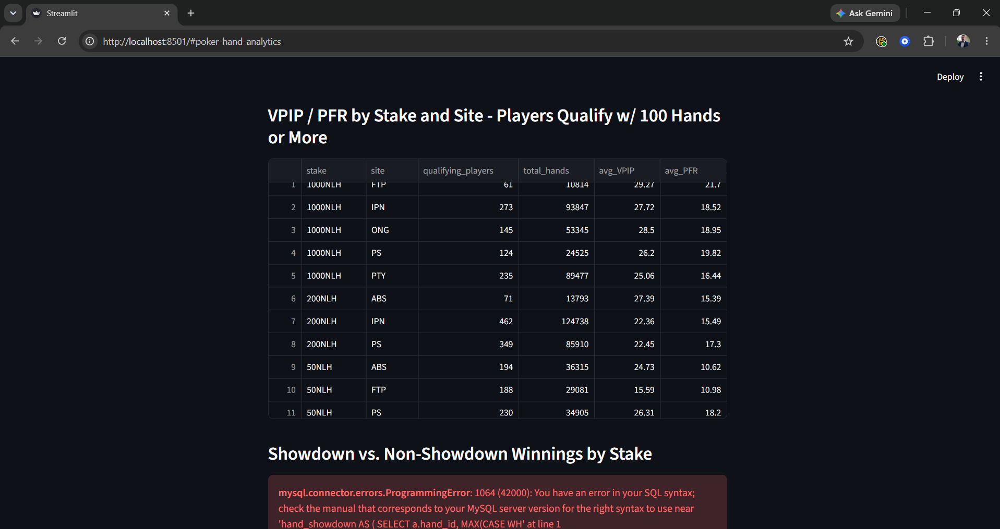 Streamlit
Ask Gemini
http://localhost:8501/#poker-hand-analytics
Deploy
VPIP / PFR by Stake and Site - Players Qualify w/ 100 Hands
or More
stake site qualifying_players total_hands avg_VPIP avg_PFR
1 1000NLH FTP 61 10814 29.27 21.7
2 1000NLH IPN 273 93847 27.72 18.52
3 1000NLH ONG 145 53345 28.5 18.95
4 1000NLH PS 124 24525 26.2 19.82
5 1000NLH PTY 235 89477 25.06 16.44
6 200NLH ABS 71 13793 27.39 15.39
7 200NLH IPN 462 124738 22.36 15.49
8 200NLH PS 349 85910 22.45 17.3
9 50NLH ABS 194 36315 24.73 10.62
10 50NLH FTP 188 29081 15.59 10.98
11 50NLH PS 230 34905 26.31 18.2
Showdown vs. Non-Showdown Winnings by Stake
mysql.connector.errors.ProgrammingError: 1064 (42000): You have an error in your SQL syntax;
check the manual that corresponds to your MySQL server version for the right syntax to use near
'hand_showdown AS ( SELECT a.hand_id, MAX(CASE WH' at line 1